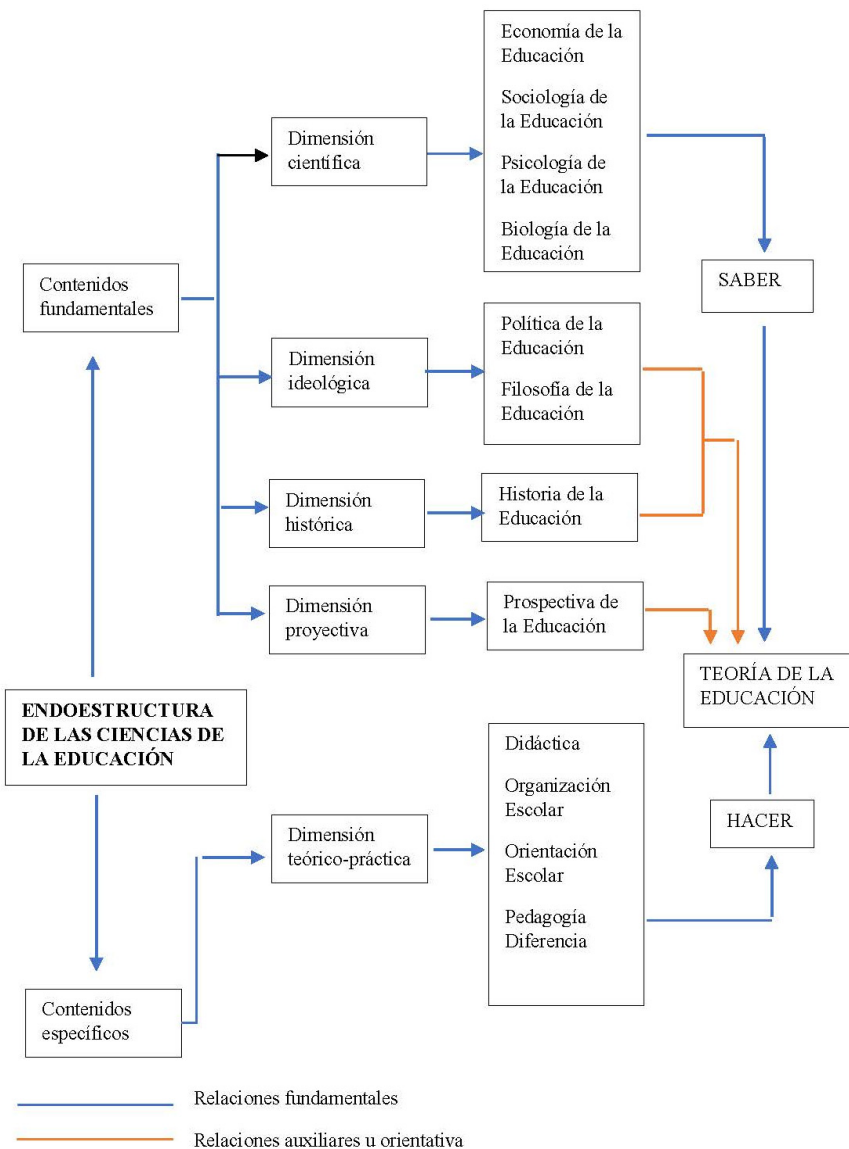 Economía de la
Educación
Sociología de
la Educación
Psicología de
la Educación
Biología de la
Educación
Dimensión
científica
SABER
Contenidos
fundamentales
Política de la
Educación
Filosofía de la
Educación
Dimensión
ideológica
Dimensión
histórica
Historia de la
Educación
Dimensión
proyectiva
Prospectiva de
la Educación
TEORÍA DE LA
EDUCACIÓN
ENDOESTRUCTURA
DE LAS CIENCIAS DE
LA EDUCACIÓN
Didáctica
Organización
Escolar
Orientación
Escolar
Pedagogía
Diferencia
Dimensión
teórico-práctica
HACER
Contenidos
específicos
Relaciones fundamentales
Relaciones auxiliares u orientativa